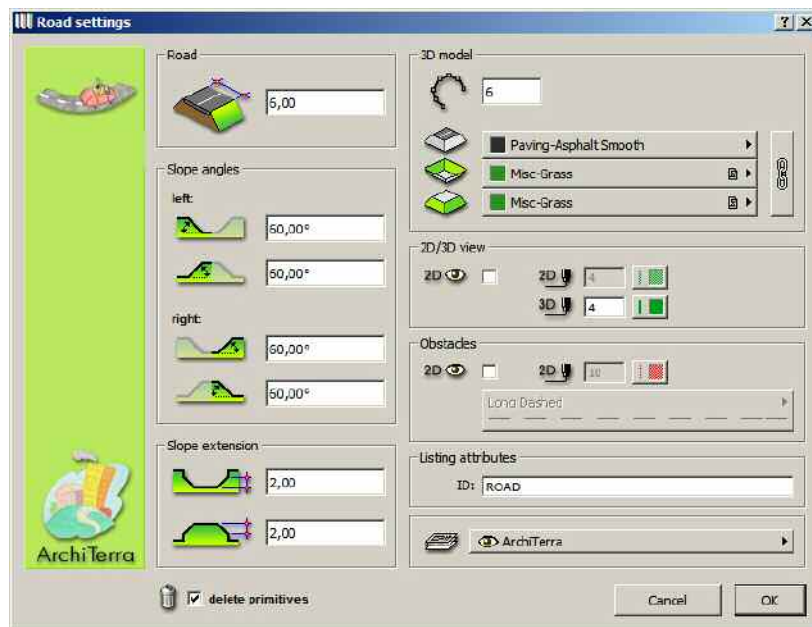 Road settings
Road
6,00
Slope angles
left:
60,00°
60,00°
right:
60,00°
60,00°
Slope extension
2,00
2,00
ArchiTerra
delete primitives
3D model
6
Paving-Asphalt Smooth
Misc-Grass
Misc-Grass
2D/3D view
2D 2D 4
3D 4
Obstacles
2D 2D 10
Long Dashed
Listing attributes
ID: ROAD
ArchiTerra
Cancel OK